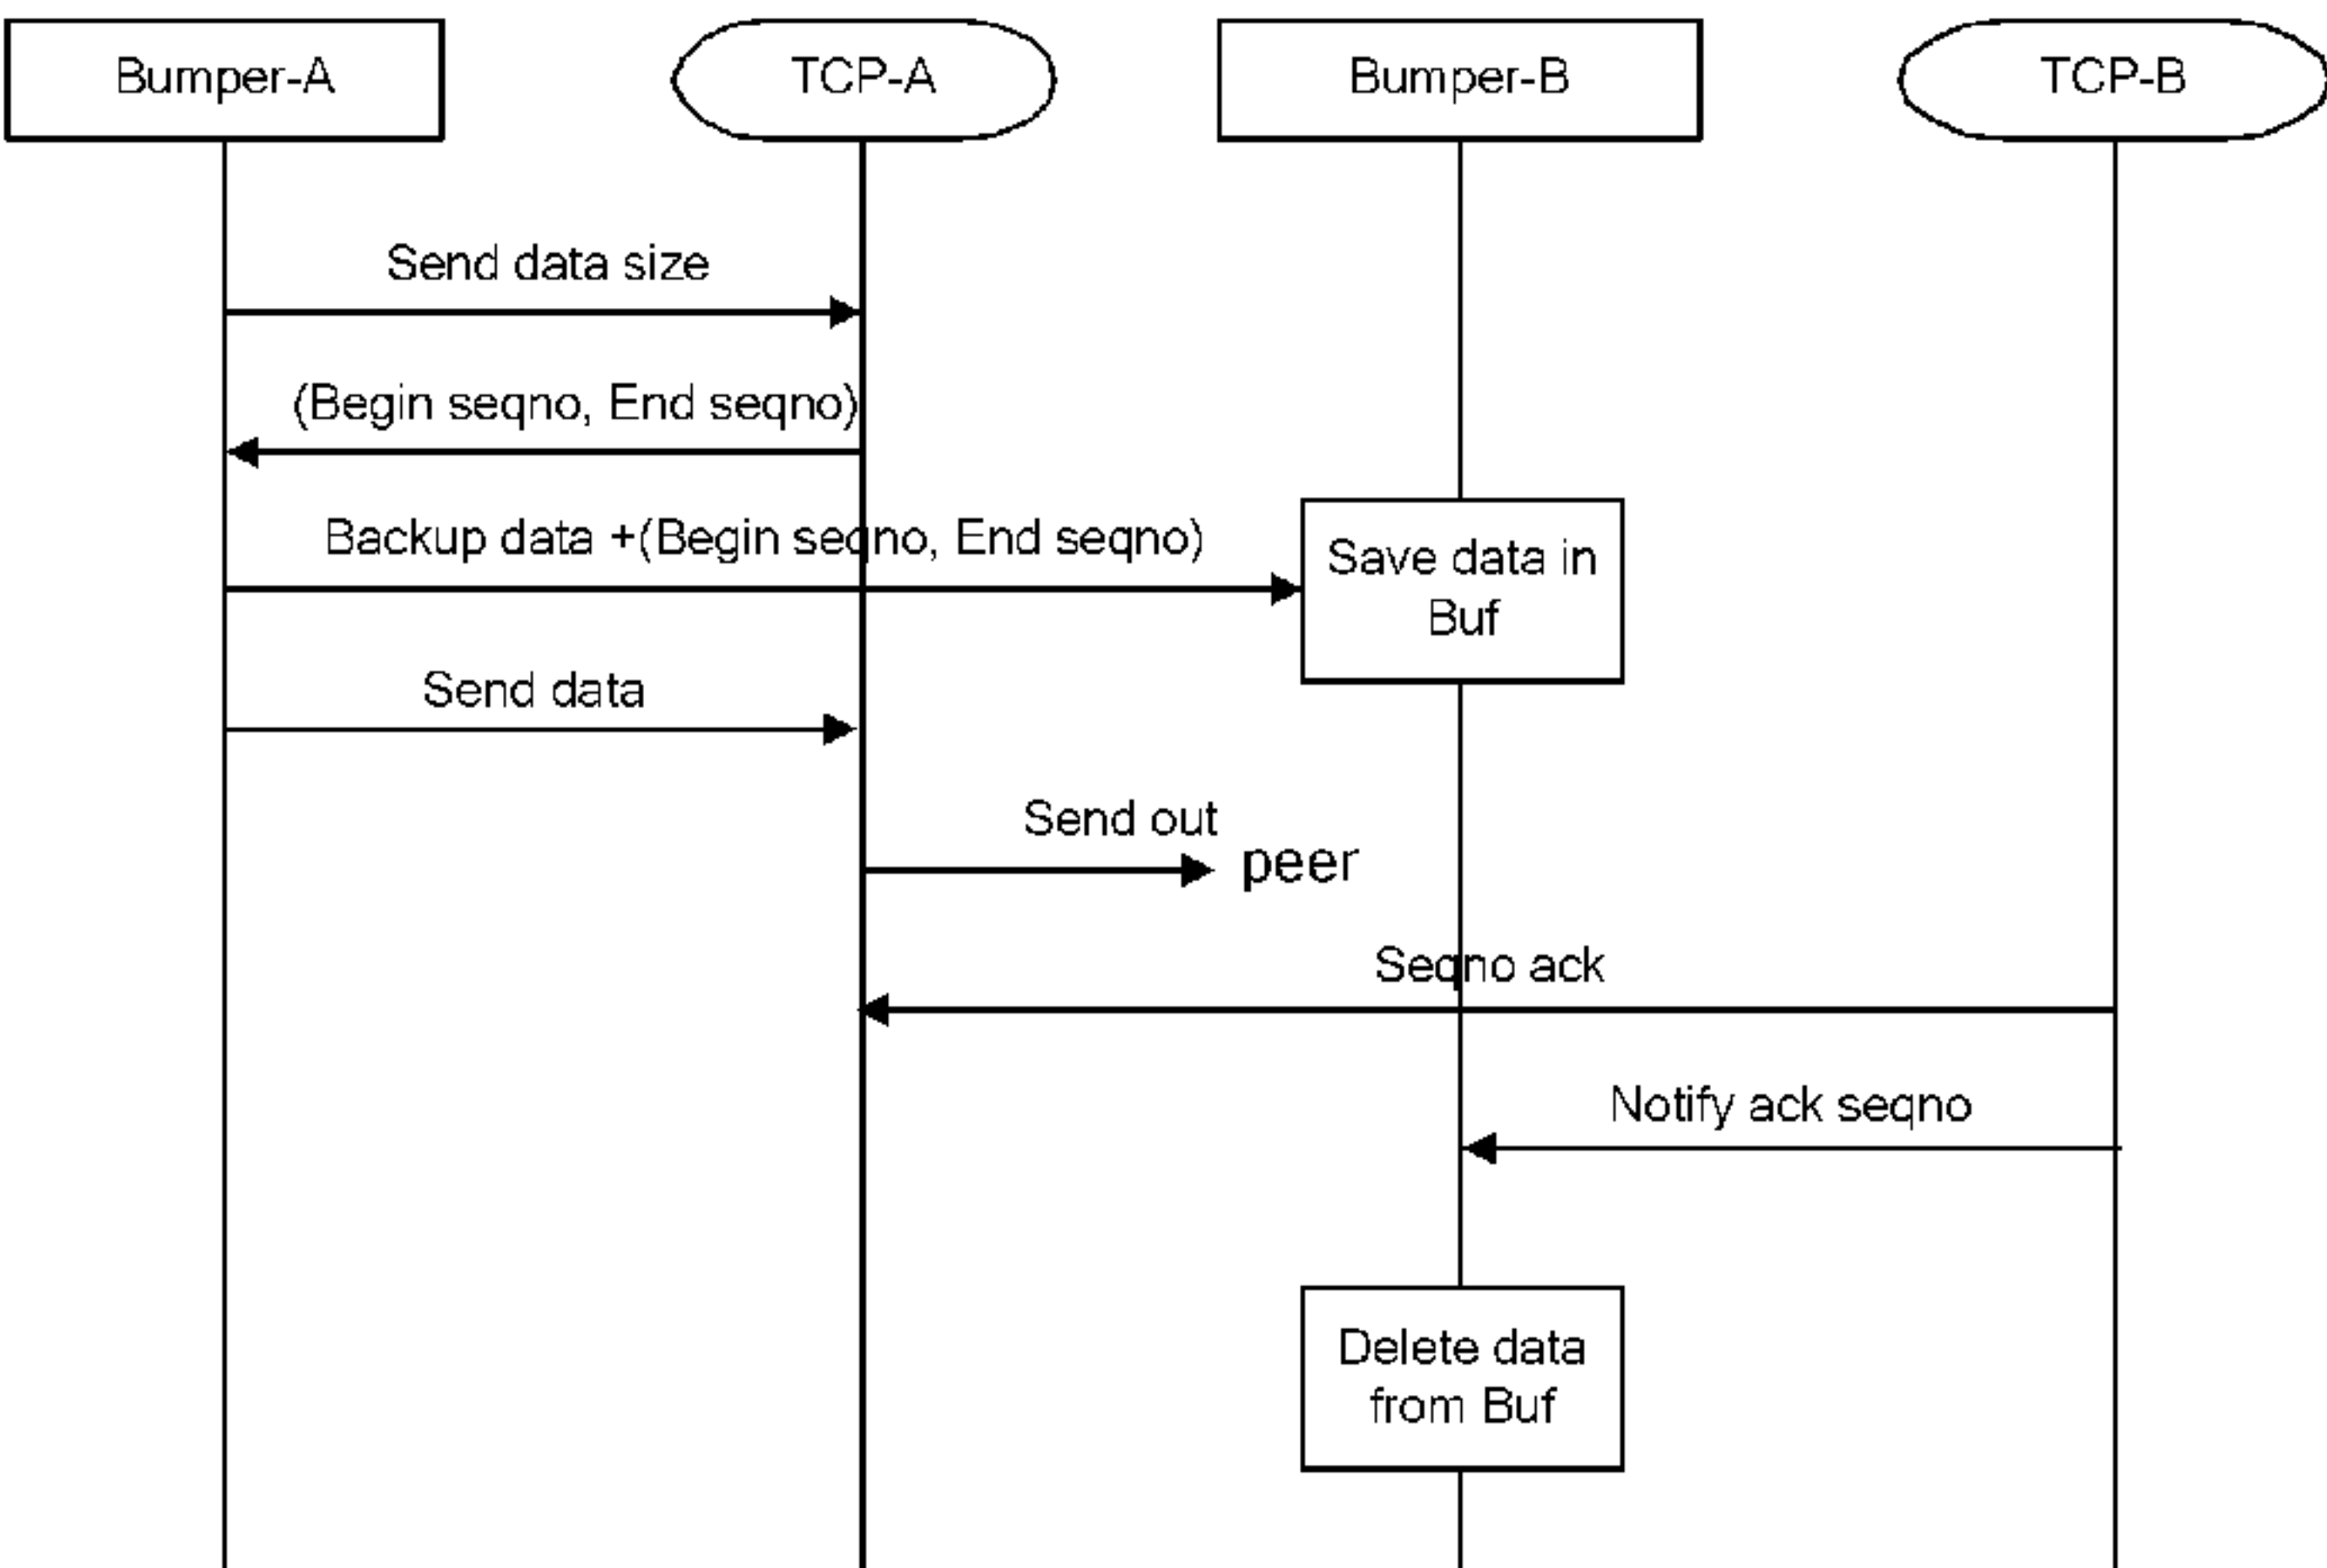 Bumper-A
TCP-A
Bumper-B
TCP-B
Send data size
(Begin seqno, End seqno)
Backup data +(Begin seqno, End seqno)
Save data in
Buf
Send data
Send out
peer
Seqno ack
Notify ack seqno
Delete data
from Buf